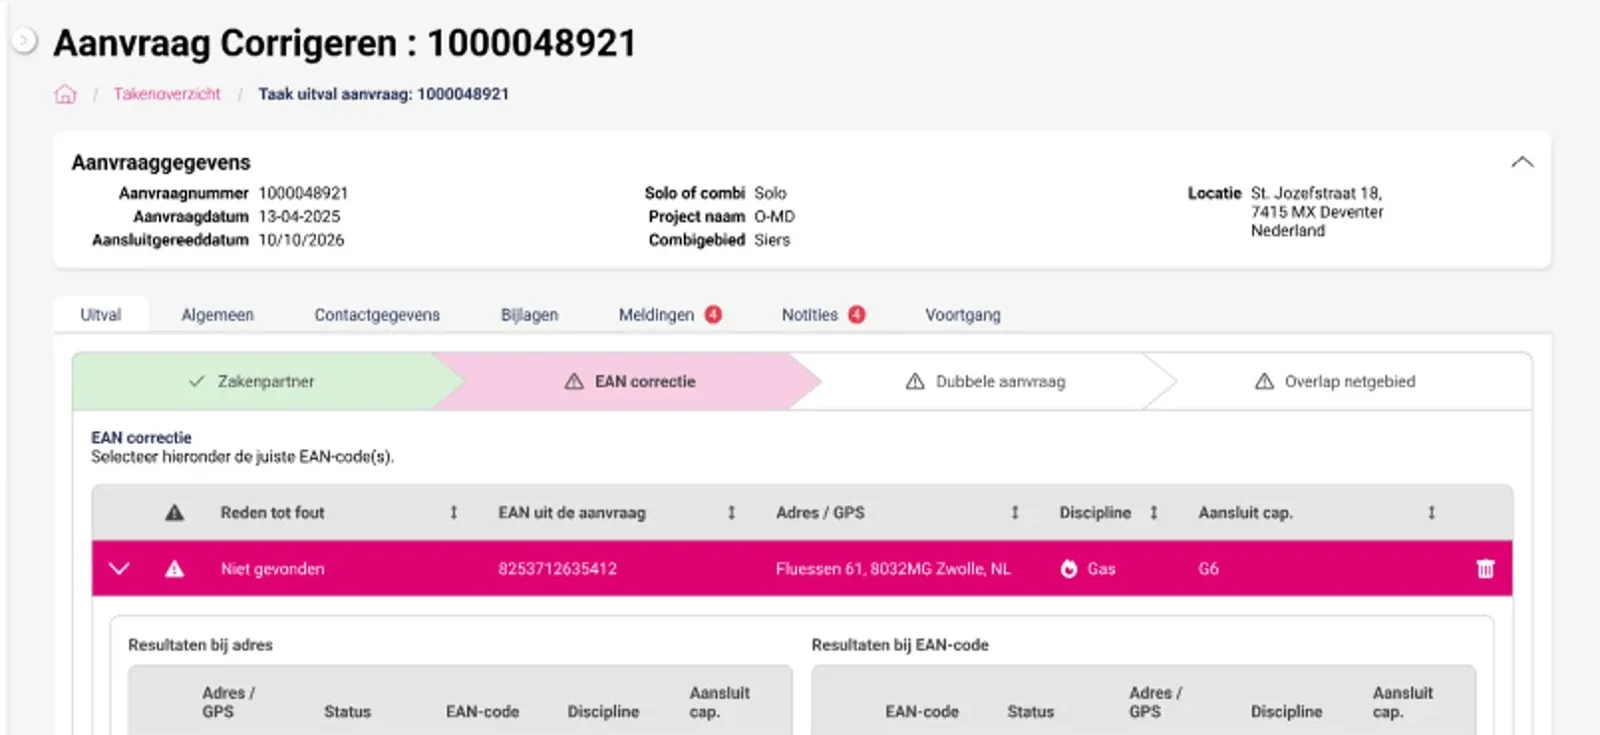 Aanvraag Corrigeren : 1000048921
/ Takenoverzicht / Taak uitval aanvraag: 1000048921
Aanvraaggegevens
Aanvraagnummer 1000048921
Aanvraagdatum 13-04-2025
Aansluitgereeddatum 10/10/2026
Solo of combi Solo
Project naam O-MD
Combigebied Siers
Locatie St. Jozefstraat 18,
7415 MX Deventer
Nederland
Uitval Algemeen Contactgegevens Bijlagen Meldingen 4 Notities 4 Voortgang
Zakenpartner EAN correctie Dubbele aanvraag Overlap netgebied
EAN correctie
Selecteer hieronder de juiste EAN-code(s).
Reden tot fout EAN uit de aanvraag Adres / GPS Discipline Aansluit cap.
Niet gevonden 8253712635412 Fluessen 61, 8032MG Zwolle, NL Gas G6
Resultaten bij adres
Adres / GPS Status EAN-code Discipline Aansluit cap.
Resultaten bij EAN-code
EAN-code Status Adres / GPS Discipline Aansluit cap.